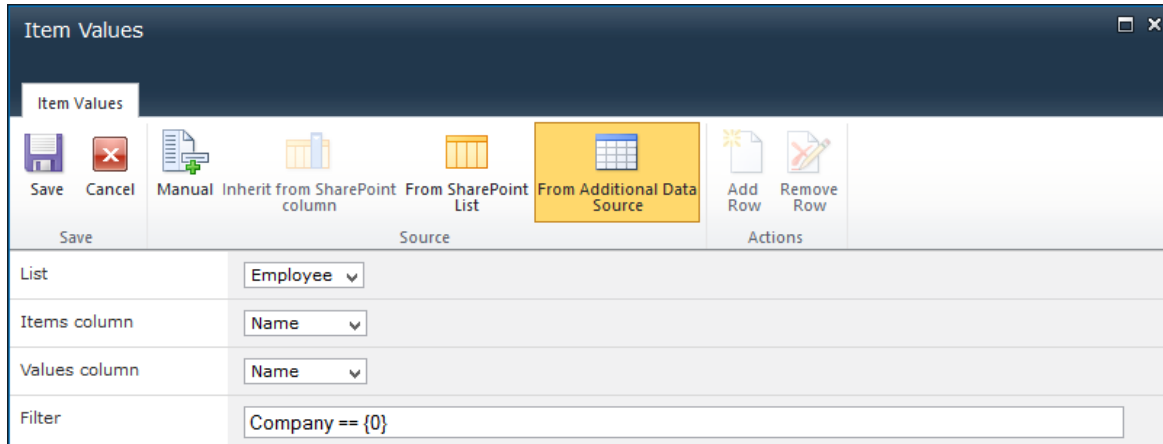 Item Values
Item Values
Save
Cancel
Manual
Inherit from SharePoint
column
From SharePoint
List
From Additional Data
Source
Add
Row
Remove
Row
Save
Source
Actions
List
Employee
Items column
Name
Values column
Name
Filter
Company == {0}